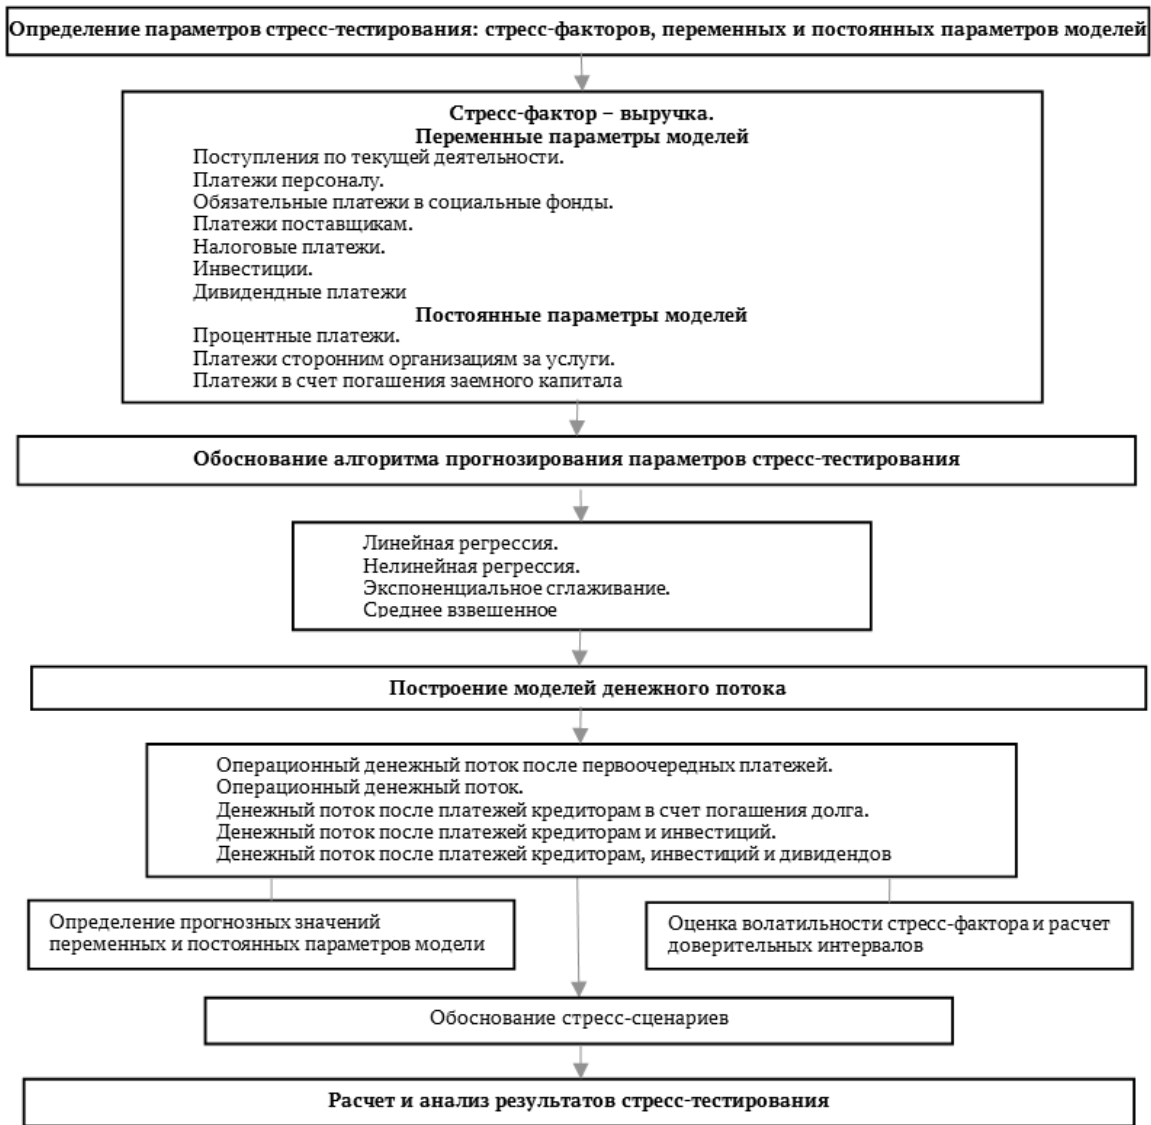 Определение параметров стресс-тестирования: стресс-факторов, переменных и постоянных параметров моделей
Стресс-фактор – выручка.
Переменные параметры моделей
Поступления по текущей деятельности.
Платежи персоналу.
Обязательные платежи в социальные фонды.
Платежи поставщикам.
Налоговые платежи.
Инвестиции.
Дивидендные платежи
Постоянные параметры моделей
Процентные платежи.
Платежи сторонним организациям за услуги.
Платежи в счет погашения заемного капитала
Обоснование алгоритма прогнозирования параметров стресс-тестирования
Линейная регрессия.
Нелинейная регрессия.
Экспоненциальное сглаживание.
Среднее взвешенное
Построение моделей денежного потока
Операционный денежный поток после первоочередных платежей.
Операционный денежный поток.
Денежный поток после платежей кредиторам в счет погашения долга.
Денежный поток после платежей кредиторам и инвестиций.
Денежный поток после платежей кредиторам, инвестиций и дивидендов
Определение прогнозных значений
переменных и постоянных параметров модели
Оценка волатильности стресс-фактора и расчет
доверительных интервалов
Обоснование стресс-сценариев
Расчет и анализ результатов стресс-тестирования